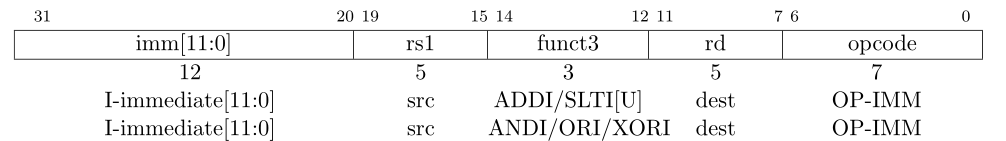 31 20 19 15 14 12 11 7 6 0
imm[11:0] rs1 funct3 rd opcode
12 5 3 5 7
I-immediate[11:0] src ADDI/SLTI[U] dest OP-IMM
I-immediate[11:0] src ANDI/ORI/XORI dest OP-IMM